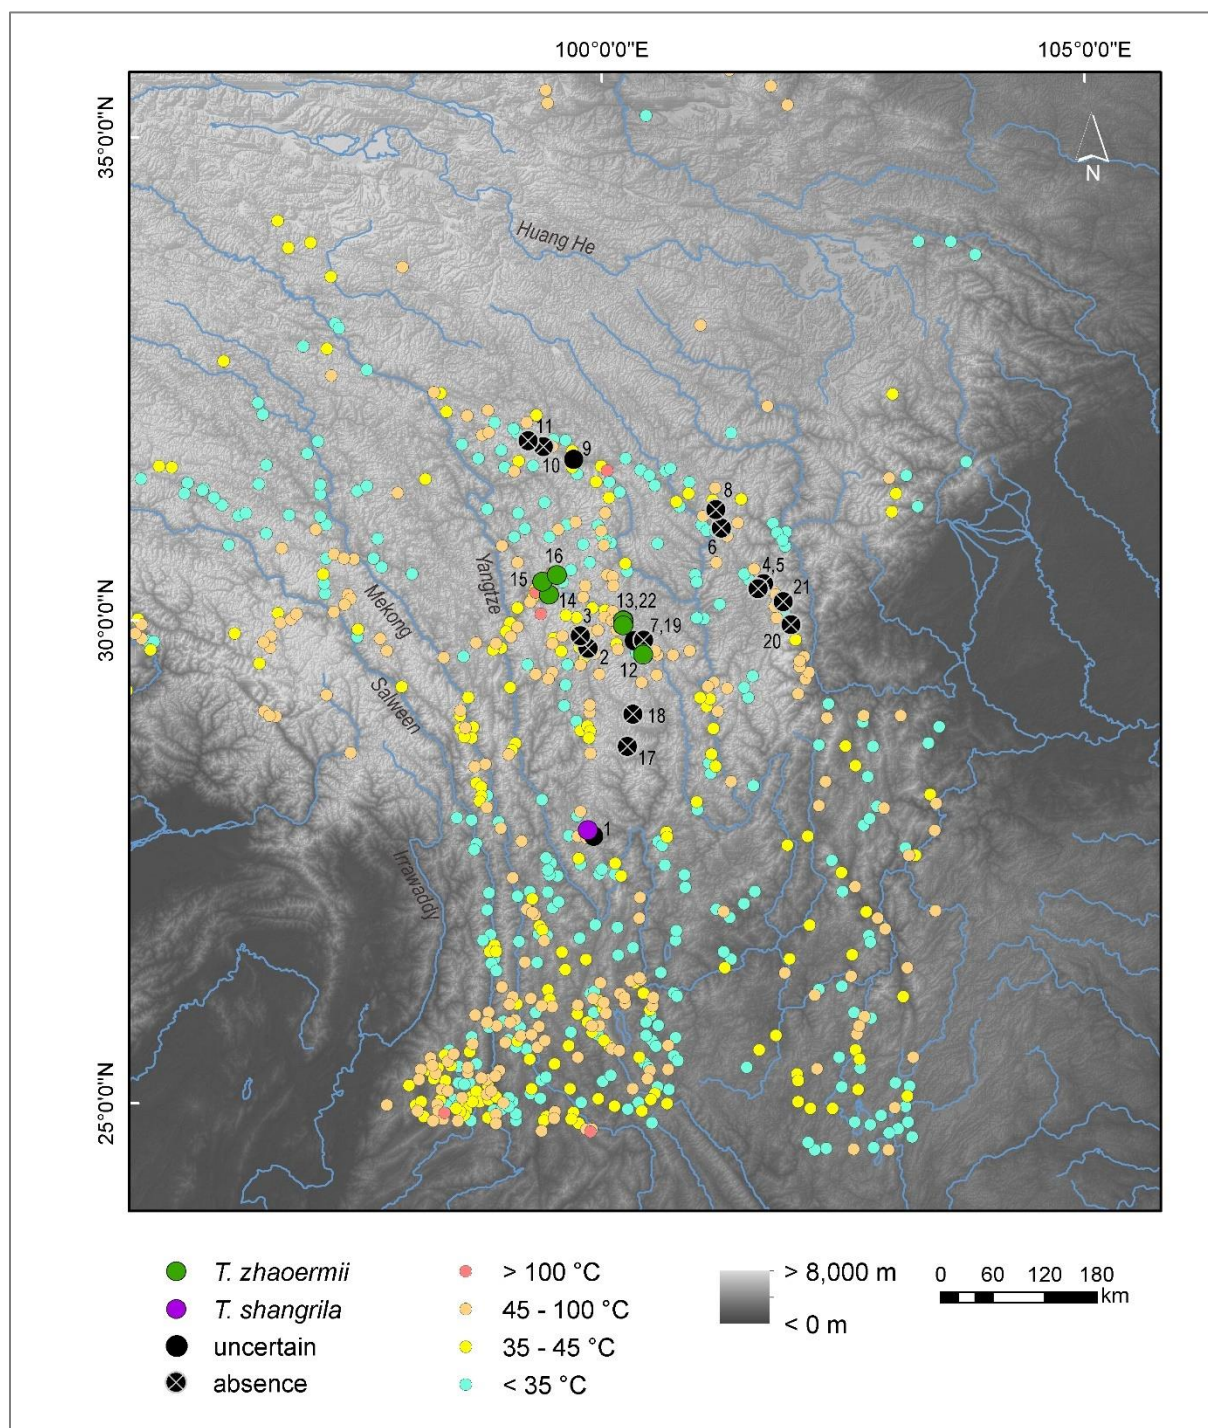 100°0'0"E
105°0'0"E
35°0'0"N
30°0'0"N
25°0'0"N
N
Huang He
11
10
9
8
6
4,5
21
20
16
15
14
13,22
7,19
12
3
2
18
17
1
Yangtze
Mekong
Salween
Irrawaddy
T. zhaoermii
T. shangrila
uncertain
absence
> 100 °C
45 - 100 °C
35 - 45 °C
< 35 °C
> 8,000 m
< 0 m
0 60 120 180
km